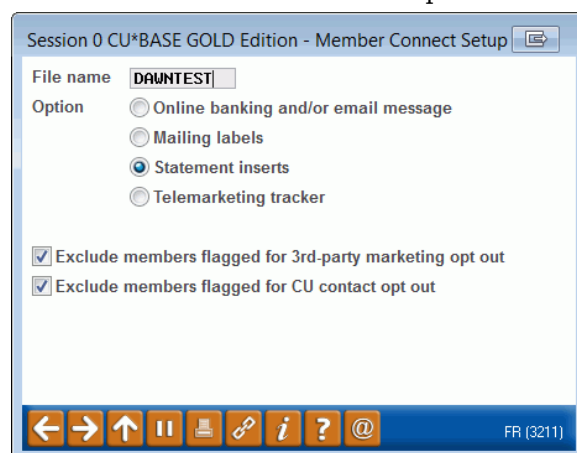 Session 0 CU*BASE GOLD Edition - Member Connect Setup
File name DAWNTEST
Option Online banking and/or email message
Mailing labels
Statement inserts
Telemarketing tracker
Exclude members flagged for 3rd-party marketing opt out
Exclude members flagged for CU contact opt out
i ? @ FR (3211)